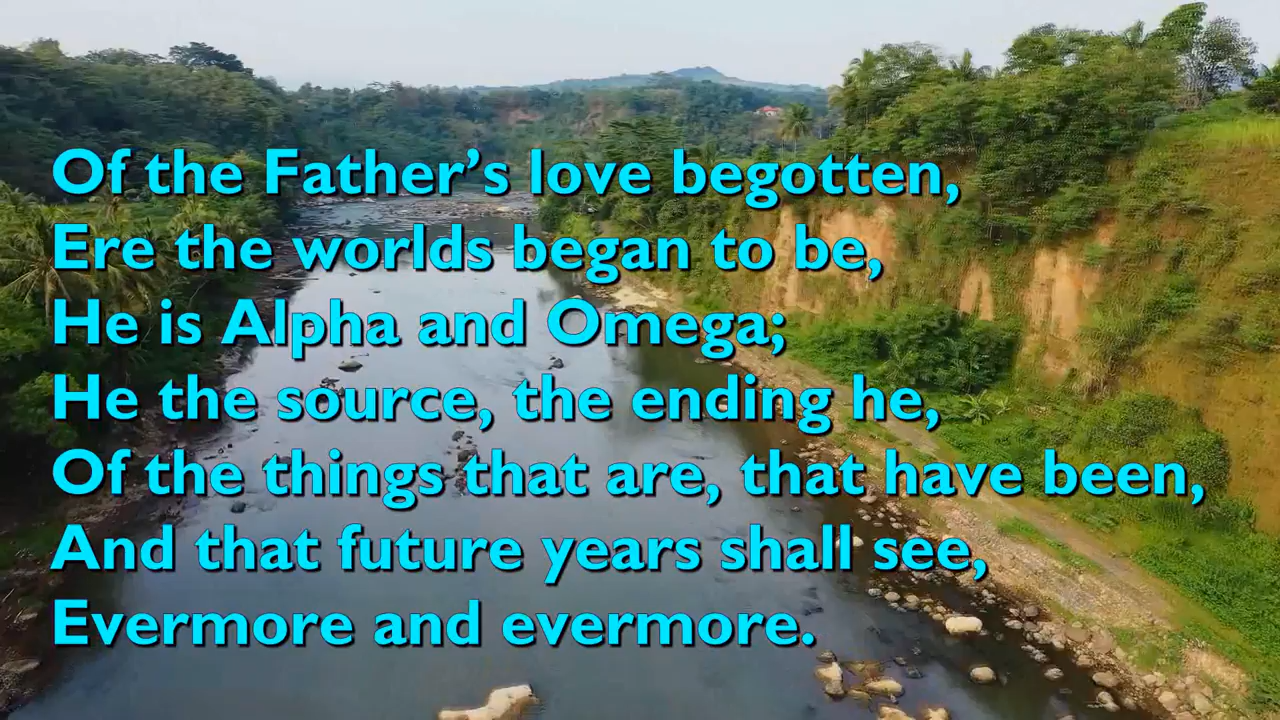 Of the Father’s love begotten,
Ere the worlds began to be,
He is Alpha and Omega;
He the source, the ending he,
Of the things that are, that have been,
And that future years shall see,
Evermore and evermore.